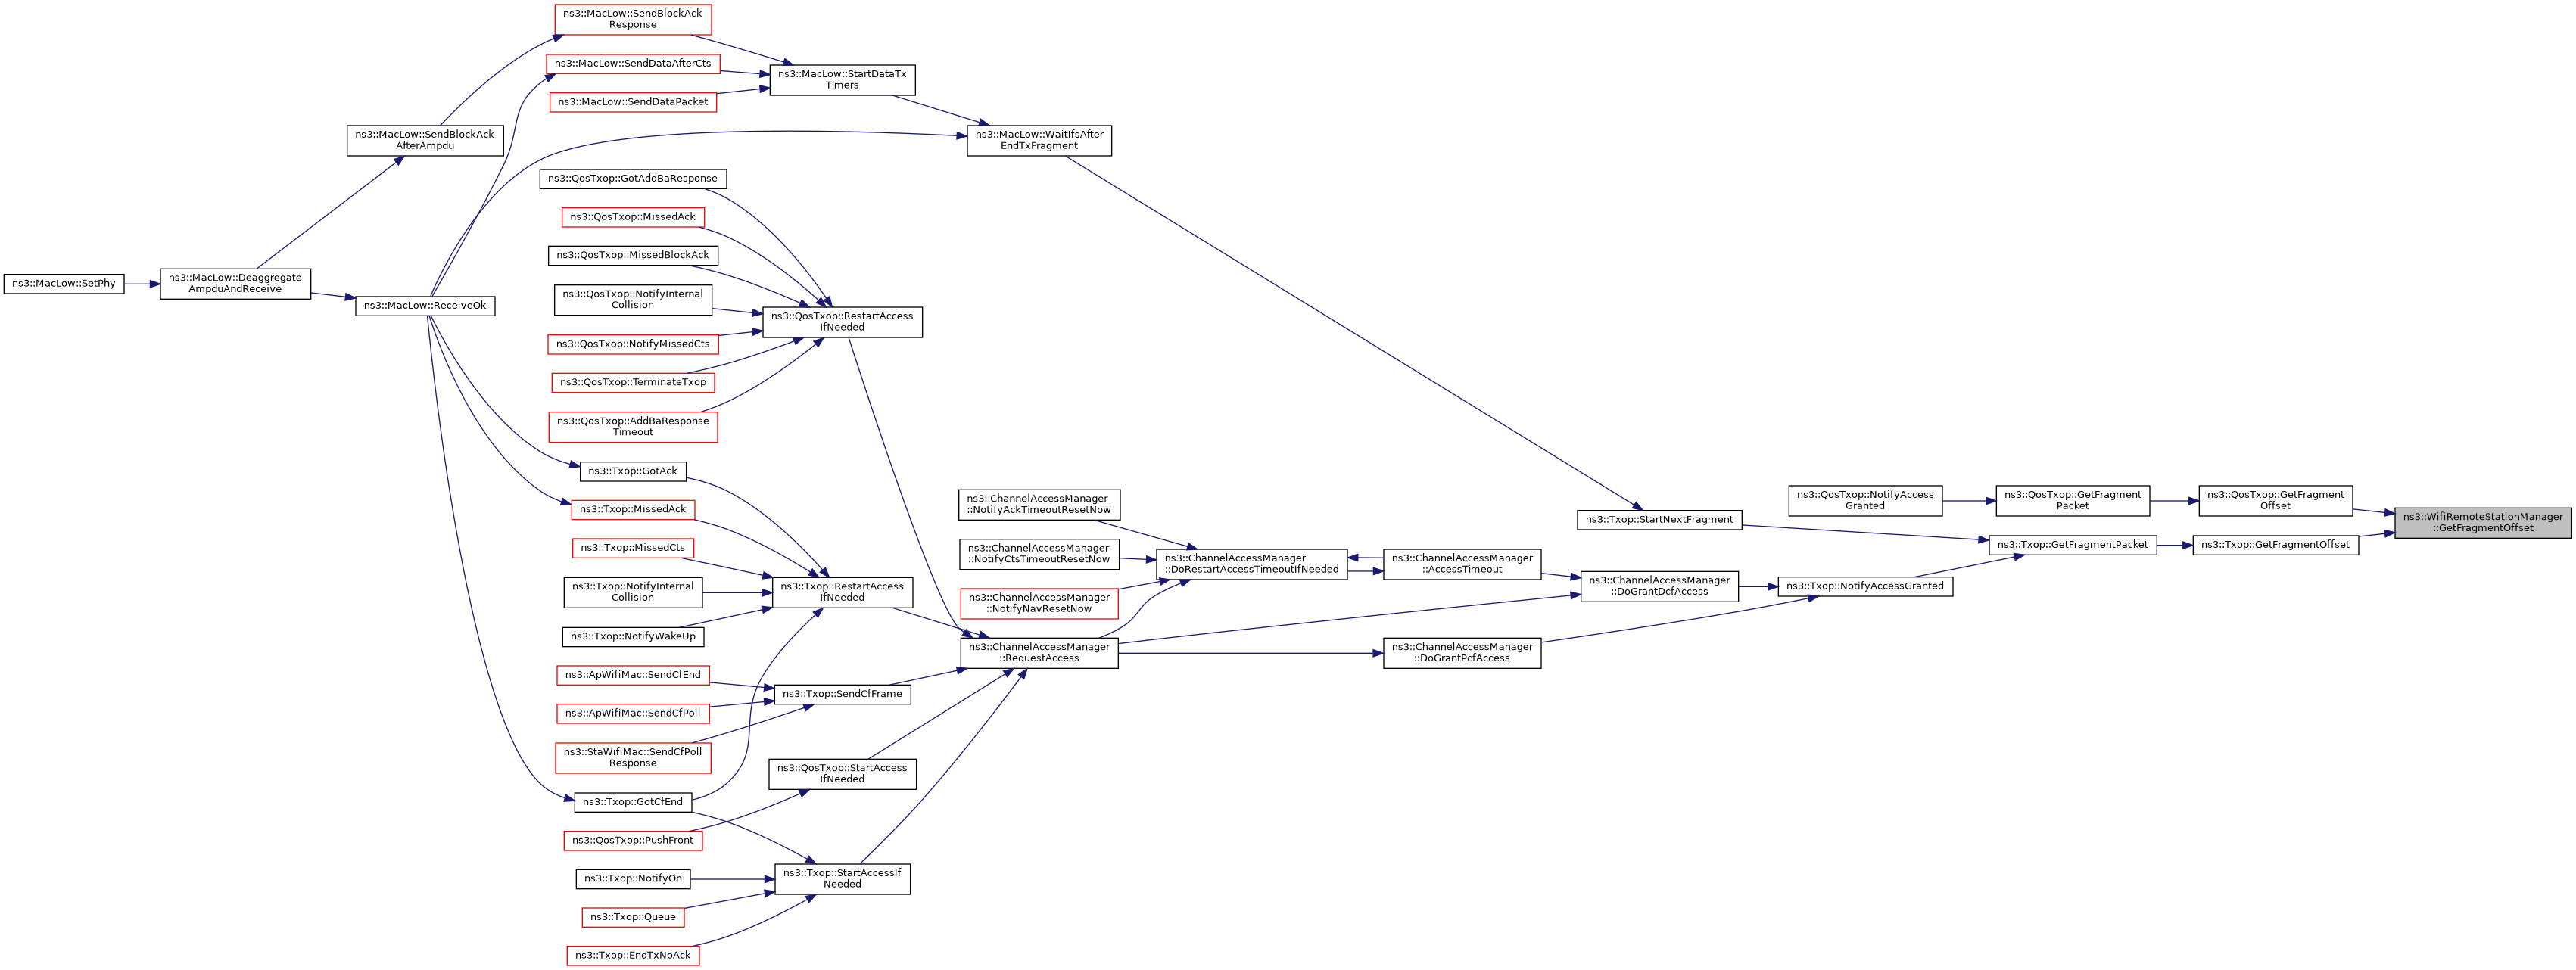 ns3::MacLow::SendBlockAck
Response
ns3::MacLow::SendDataAfterCts
ns3::MacLow::SendDataPacket
ns3::MacLow::StartDataTx
Timers
ns3::MacLow::SendBlockAck
AfterAmpdu
ns3::MacLow::WaitIfsAfter
EndTxFragment
ns3::MacLow::SetPhy
ns3::MacLow::Deaggregate
AmpduAndReceive
ns3::MacLow::ReceiveOk
ns3::QosTxop::GotAddBaResponse
ns3::QosTxop::MissedAck
ns3::QosTxop::MissedBlockAck
ns3::QosTxop::NotifyInternal
Collision
ns3::QosTxop::NotifyMissedCts
ns3::QosTxop::TerminateTxop
ns3::QosTxop::AddBaResponse
Timeout
ns3::QosTxop::RestartAccess
IfNeeded
ns3::Txop::GotAck
ns3::Txop::MissedAck
ns3::Txop::MissedCts
ns3::Txop::NotifyInternal
Collision
ns3::Txop::NotifyWakeUp
ns3::Txop::RestartAccess
IfNeeded
ns3::ApWifiMac::SendCfEnd
ns3::ApWifiMac::SendCfPoll
ns3::StaWifiMac::SendCfPoll
Response
ns3::Txop::SendCfFrame
ns3::QosTxop::StartAccess
IfNeeded
ns3::Txop::GotCfEnd
ns3::QosTxop::PushFront
ns3::Txop::NotifyOn
ns3::Txop::Queue
ns3::Txop::EndTxNoAck
ns3::Txop::StartAccessIf
Needed
ns3::ChannelAccessManager
::NotifyAckTimeoutResetNow
ns3::ChannelAccessManager
::NotifyCtsTimeoutResetNow
ns3::ChannelAccessManager
::NotifyNavResetNow
ns3::ChannelAccessManager
::RequestAccess
ns3::ChannelAccessManager
::DoRestartAccessTimeoutIfNeeded
ns3::ChannelAccessManager
::AccessTimeout
ns3::ChannelAccessManager
::DoGrantPcfAccess
ns3::Txop::StartNextFragment
ns3::ChannelAccessManager
::DoGrantDcfAccess
ns3::QosTxop::NotifyAccess
Granted
ns3::Txop::NotifyAccessGranted
ns3::QosTxop::GetFragment
Packet
ns3::Txop::GetFragmentPacket
ns3::QosTxop::GetFragment
Offset
ns3::Txop::GetFragmentOffset
ns3::WifiRemoteStationManager
::GetFragmentOffset